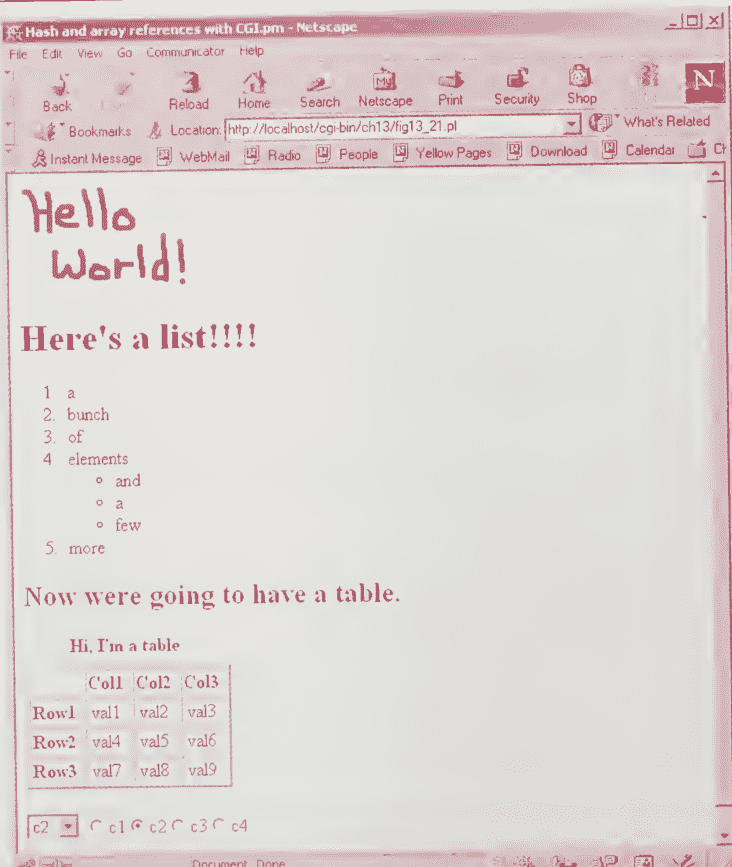 Hash and array references with CGI.pm - Netscape
File Edit View Go Communicator Help
Back Reload Home Search Netscape Print Security Shop
My N
Bookmarks Location: http://localhost/cgi-bin/ch13/fig13_21.pl What's Related
Instant Message WebMail Radio People Yellow Pages Download Calendar
Hello
World!
Here's a list!!!!
1 a
2. bunch
3. of
4 elements
and
a
few
5. more
Now were going to have a table.
Hi, I'm a table
Col1 Col2 Col3
Row1 val1 val2 val3
Row2 val4 val5 val6
Row3 val7 val8 val9
c2 c1 c2 c3 c4
Document: Done